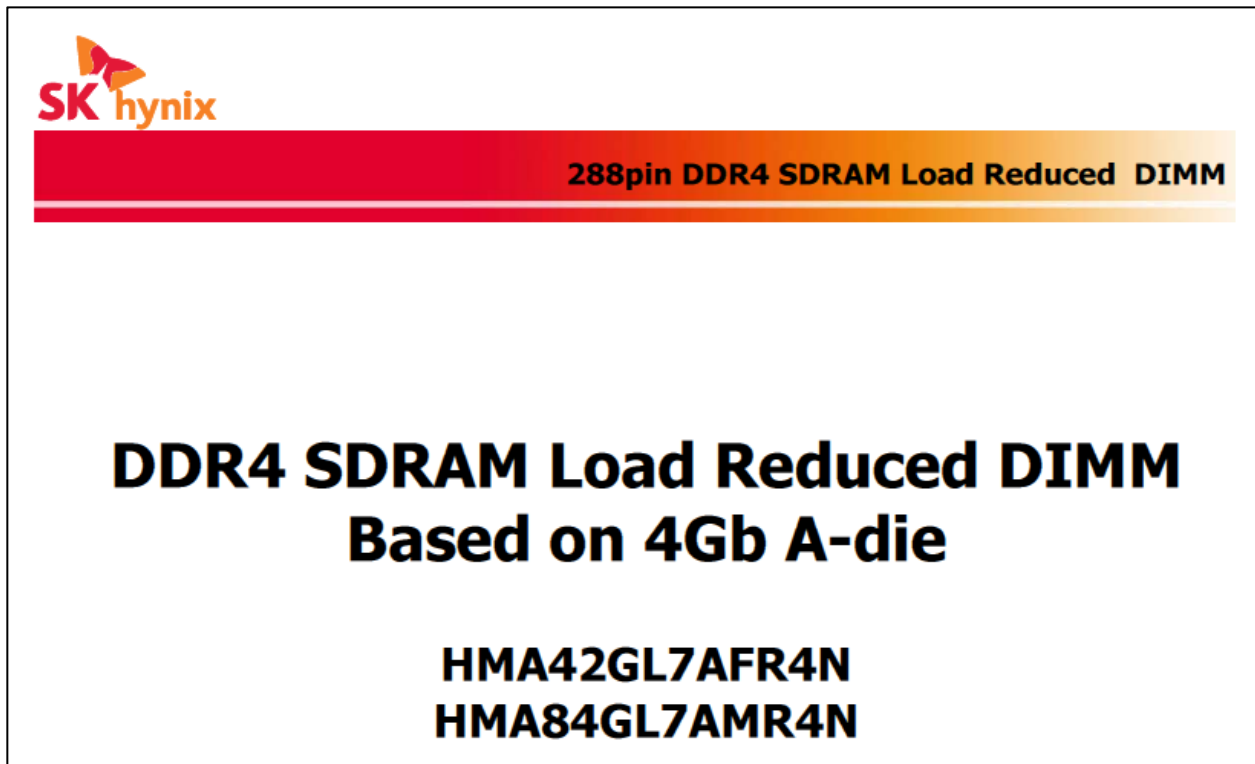 SK hynix
288pin DDR4 SDRAM Load Reduced DIMM
DDR4 SDRAM Load Reduced DIMM
Based on 4Gb A-die
HMA42GL7AFR4N
HMA84GL7AMR4N